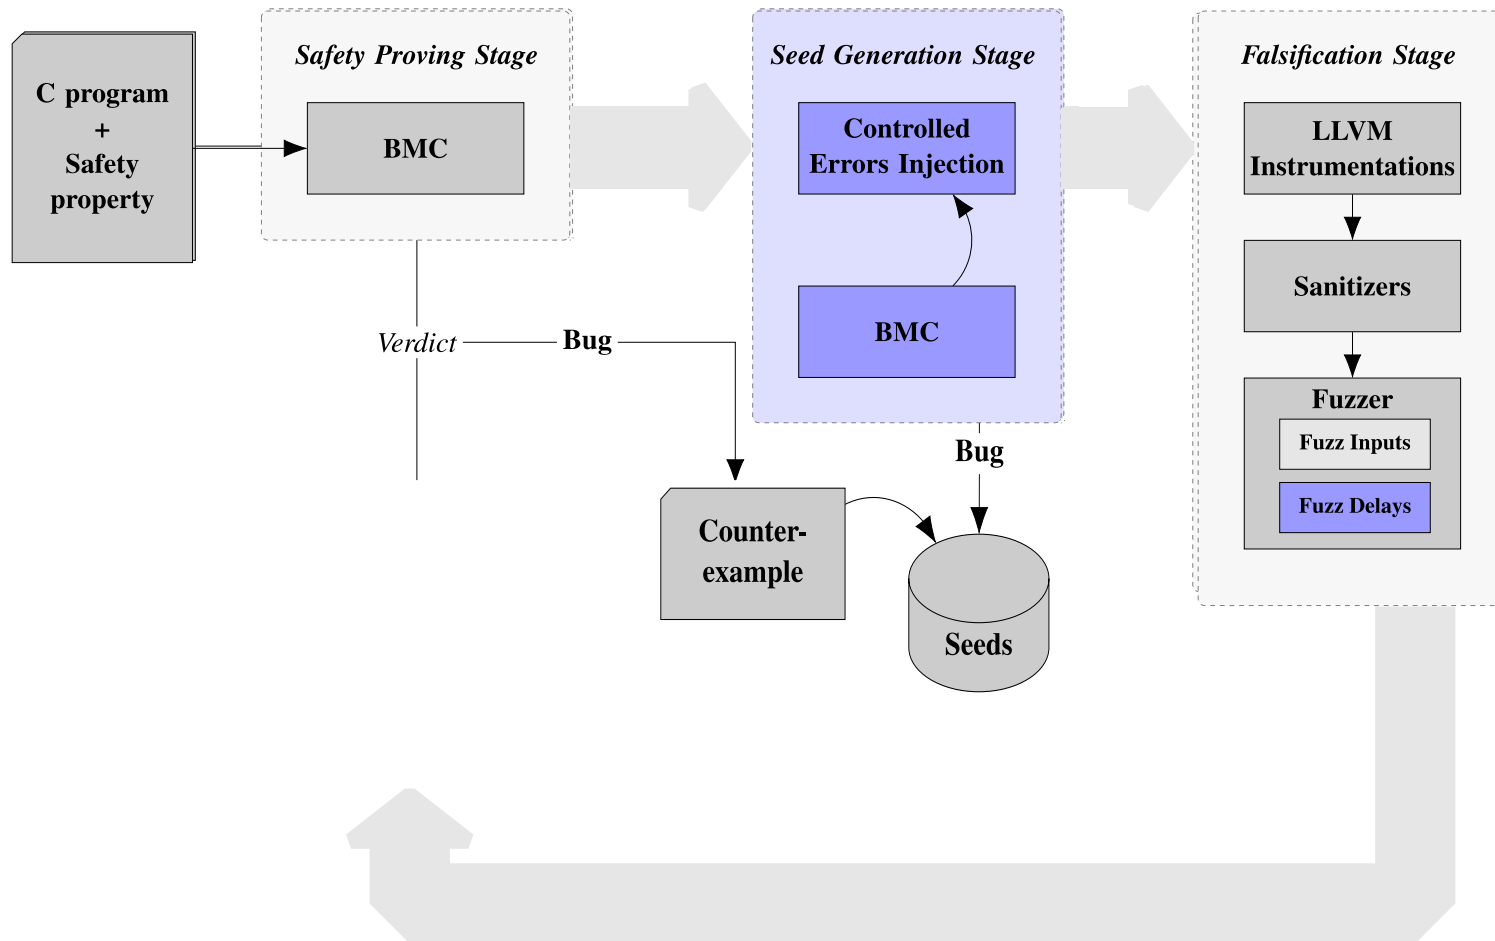 C program
+
Safety
property
Safety Proving Stage
BMC
Verdict
Bug
Seed Generation Stage
Controlled
Errors Injection
BMC
Bug
Counter-
example
Seeds
Falsification Stage
LLVM
Instrumentations
Sanitizers
Fuzzer
Fuzz Inputs
Fuzz Delays